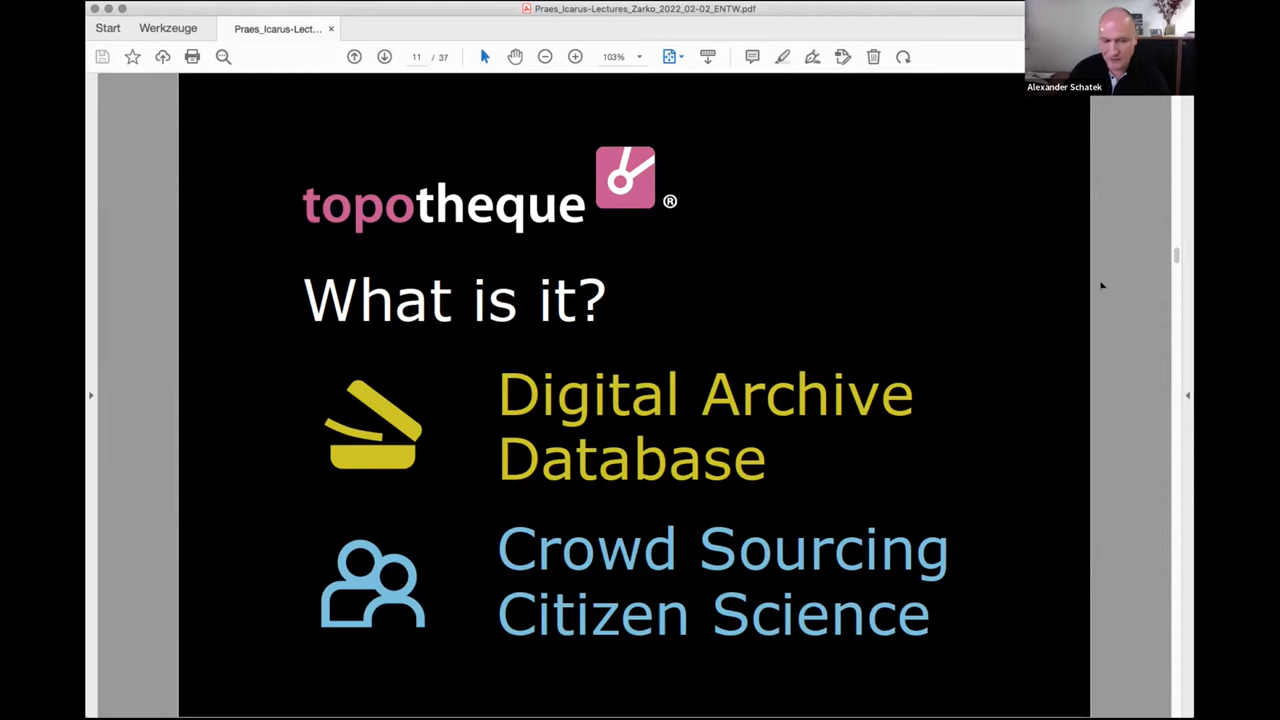 Praes_Icarus-Lectures_Zarko_2022_02-02_ENTW.pdf
Start Werkzeuge Praes_Icarus-Lect... ×
11 / 37 103%
Alexander Schatek
topotheque ®
What is it?
Digital Archive
Database
Crowd Sourcing
Citizen Science